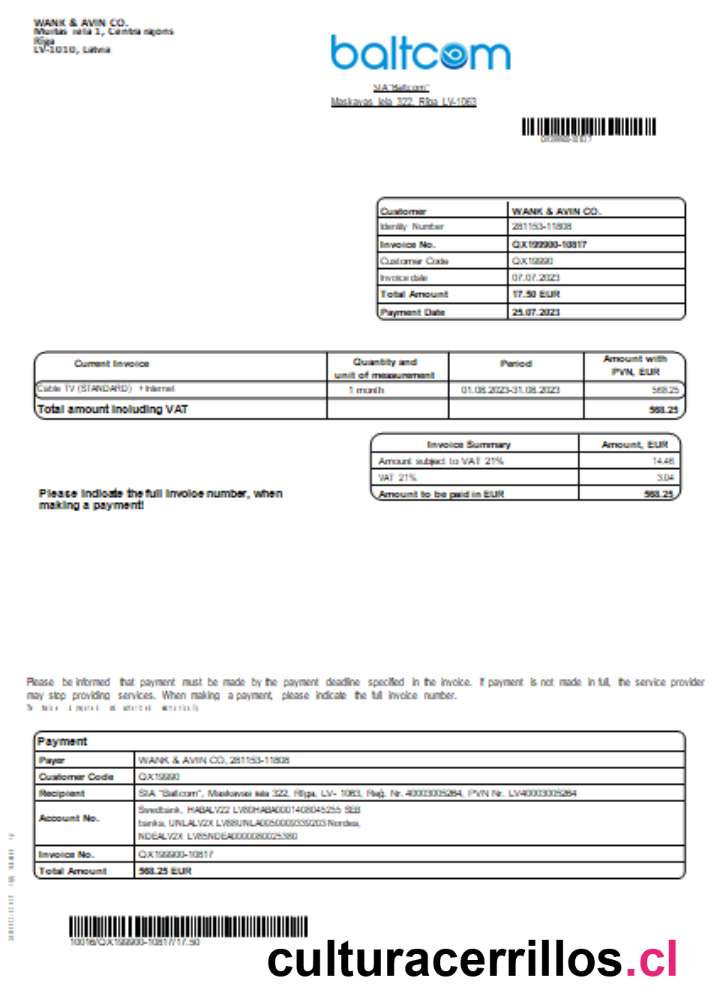 WANK & AVIN CO.
Muitas iela 1, Centra rajons
Rīga
LV-1010, Latvia
baltcom
SIA"Baltcom"
Maskavas iela 322, Rīga LV-1063
Customer WANK & AVIN CO.
Identity Number 281153-11808
Invoice No. QX199900-10817
Customer Code QX19990
Invoice date 07.07.2023
Total Amount 17.50 EUR
Payment Date 25.07.2023
Current Invoice Quantity and unit of measurement Period Amount with PVN, EUR
Cable TV (STANDARD) + Internet 1 month 01.08.2023-31.08.2023 568.25
Total amount including VAT 568.25
Invoice Summary Amount, EUR
Amount subject to VAT 21% 14.46
VAT 21% 3.04
Amount to be paid in EUR 568.25
Please indicate the full invoice number, when
making a payment!
Please be informed that payment must be made by the payment deadline specified in the invoice. If payment is not made in full, the service provider
may stop providing services. When making a payment, please indicate the full invoice number.
Payment
Payer WANK & AVIN CO, 281153-11808
Customer Code QX19990
Recipient SIA "Baltcom", Maskavas iela 322, Rīga, LV- 1063, Reģ. Nr. 40003005264, PVN Nr. LV40003005264
Account No. Swedbank, HABALV22 LV60HABA0001408045255 SEB
banka, UNLALV2X LV88UNLA0050009339203 Nordea,
NDEALV2X LV85NDEA0000080025380
Invoice No. QX199900-10817
Total Amount 568.25 EUR
10016/QX199900-10817/17.50
culturacerrillos.cl